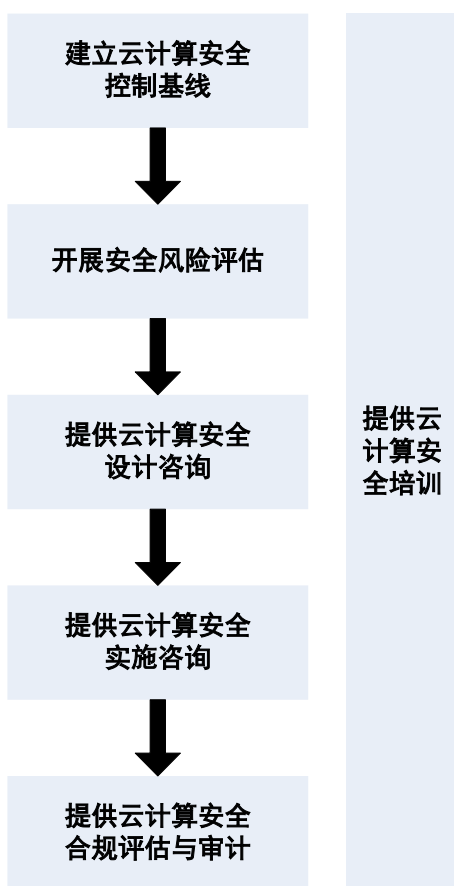 建立云计算安全
控制基线
开展安全风险评估
提供云计算安全
设计咨询
提供云计算安全
实施咨询
提供云计算安全
合规评估与审计
提供云
计算安
全培训